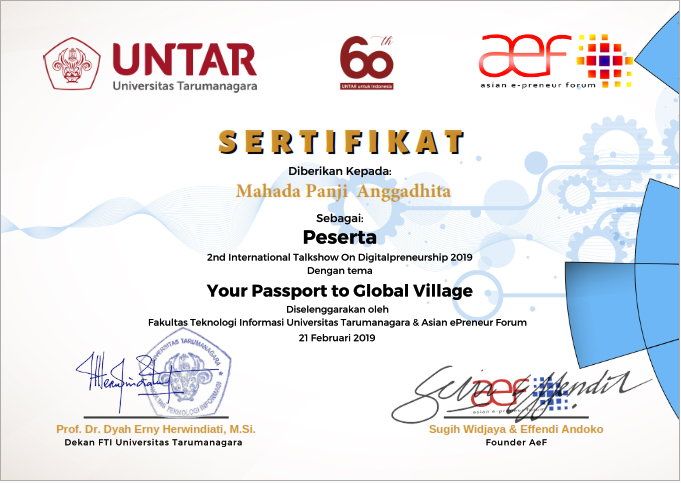 UNTAR
Universitas Tarumanagara
60th
UNTAR untuk Indonesia
aef
asian e-preneur forum
SERTIFIKAT
Diberikan Kepada:
Mahada Panji Anggadhita
Sebagai:
Peserta
2nd International Talkshow On Digitalpreneurship 2019
Dengan tema
Your Passport to Global Village
Diselenggarakan oleh
Fakultas Teknologi Informasi Universitas Tarumanagara & Asian ePreneur Forum
21 Februari 2019
UNIVERSITAS TARUMANAGARA
TEKNOLOGI INFORMASI
aef
asian e-preneur forum
Prof. Dr. Dyah Erny Herwindiati, M.Si.
Dekan FTI Universitas Tarumanagara
Sugih Widjaya & Effendi Andoko
Founder AeF